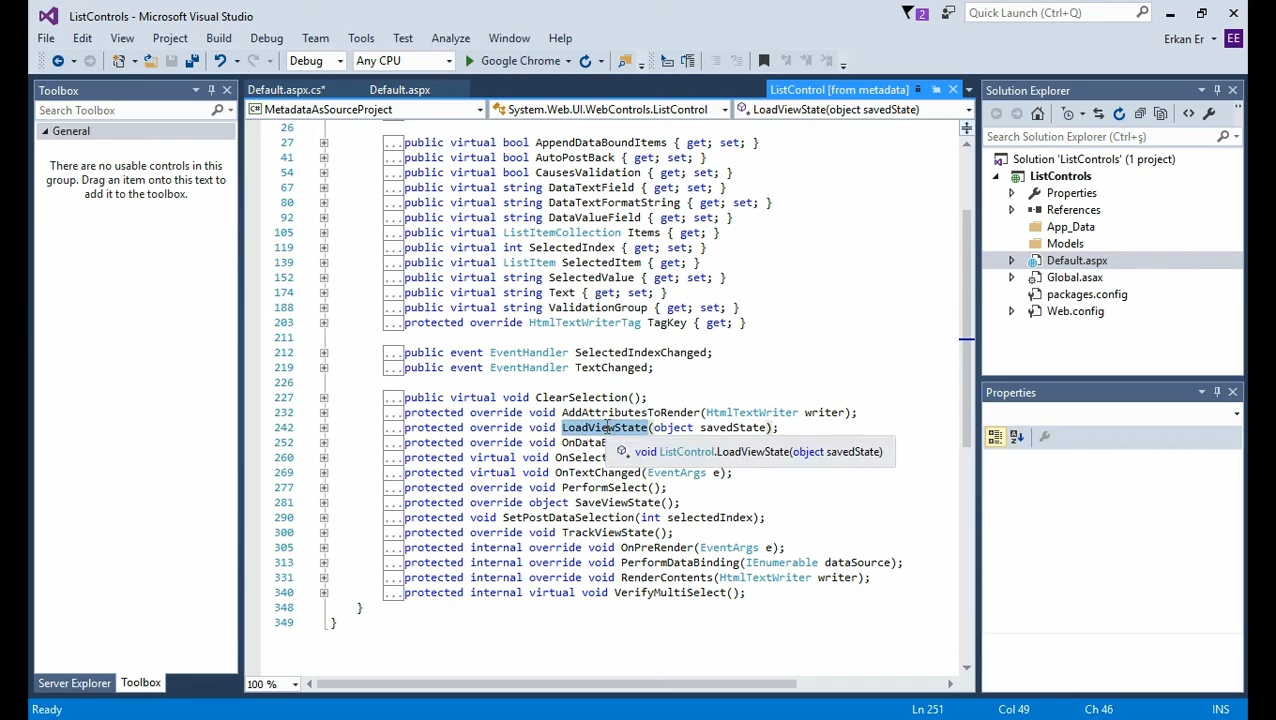 ListControls - Microsoft Visual Studio
2
Quick Launch (Ctrl+Q)
File Edit View Project Build Debug Team Tools Test Analyze Window Help
Erkan Er EE
Debug Any CPU Google Chrome
Toolbox
Search Toolbox
General
There are no usable controls in this
group. Drag an item onto this text to
add it to the toolbox.
Server Explorer Toolbox
Default.aspx.cs* Default.aspx ListControl [from metadata]
MetadataAsSourceProject System.Web.UI.WebControls.ListControl LoadViewState(object savedState)
26
27 ...public virtual bool AppendDataBoundItems { get; set; }
41 ...public virtual bool AutoPostBack { get; set; }
54 ...public virtual bool CausesValidation { get; set; }
67 ...public virtual string DataTextField { get; set; }
80 ...public virtual string DataTextFormatString { get; set; }
92 ...public virtual string DataValueField { get; set; }
105 ...public virtual ListItemCollection Items { get; }
119 ...public virtual int SelectedIndex { get; set; }
139 ...public virtual ListItem SelectedItem { get; }
152 ...public virtual string SelectedValue { get; set; }
174 ...public virtual string Text { get; set; }
188 ...public virtual string ValidationGroup { get; set; }
203 ...protected override HtmlTextWriterTag TagKey { get; }
211
212 ...public event EventHandler SelectedIndexChanged;
219 ...public event EventHandler TextChanged;
226
227 ...public virtual void ClearSelection();
232 ...protected override void AddAttributesToRender(HtmlTextWriter writer);
242 ...protected override void LoadViewState(object savedState);
252 ...protected override void OnDataB
void ListControl.LoadViewState(object savedState)
260 ...protected virtual void OnSelect
269 ...protected virtual void OnTextChanged(EventArgs e);
277 ...protected override void PerformSelect();
281 ...protected override object SaveViewState();
290 ...protected void SetPostDataSelection(int selectedIndex);
300 ...protected override void TrackViewState();
305 ...protected internal override void OnPreRender(EventArgs e);
313 ...protected internal override void PerformDataBinding(IEnumerable dataSource);
331 ...protected internal override void RenderContents(HtmlTextWriter writer);
340 ...protected internal virtual void VerifyMultiSelect();
348 }
349 }
100 %
Solution Explorer
Search Solution Explorer (Ctrl+ş)
Solution 'ListControls' (1 project)
ListControls
Properties
References
App_Data
Models
Default.aspx
Global.asax
packages.config
Web.config
Properties
Ready Ln 251 Col 49 Ch 46 INS